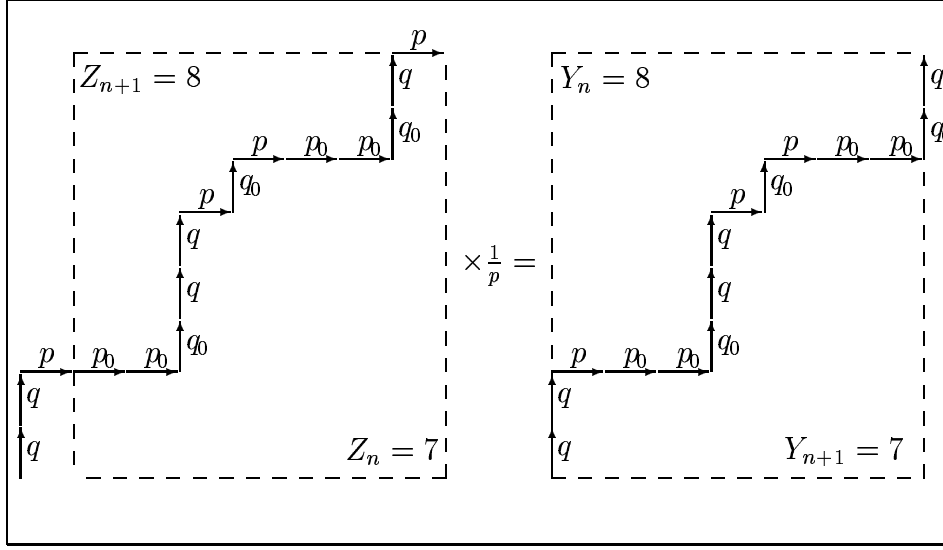 p
Z_{n+1} = 8
q
q_0
p p_0 p_0
p
q_0
q
q
q_0
p p_0 p_0
q
q
Z_n = 7
× \frac{1}{p} =
Y_n = 8
q
q_0
p p_0 p_0
p
q_0
q
q
q_0
p p_0 p_0
q
q
Y_{n+1} = 7